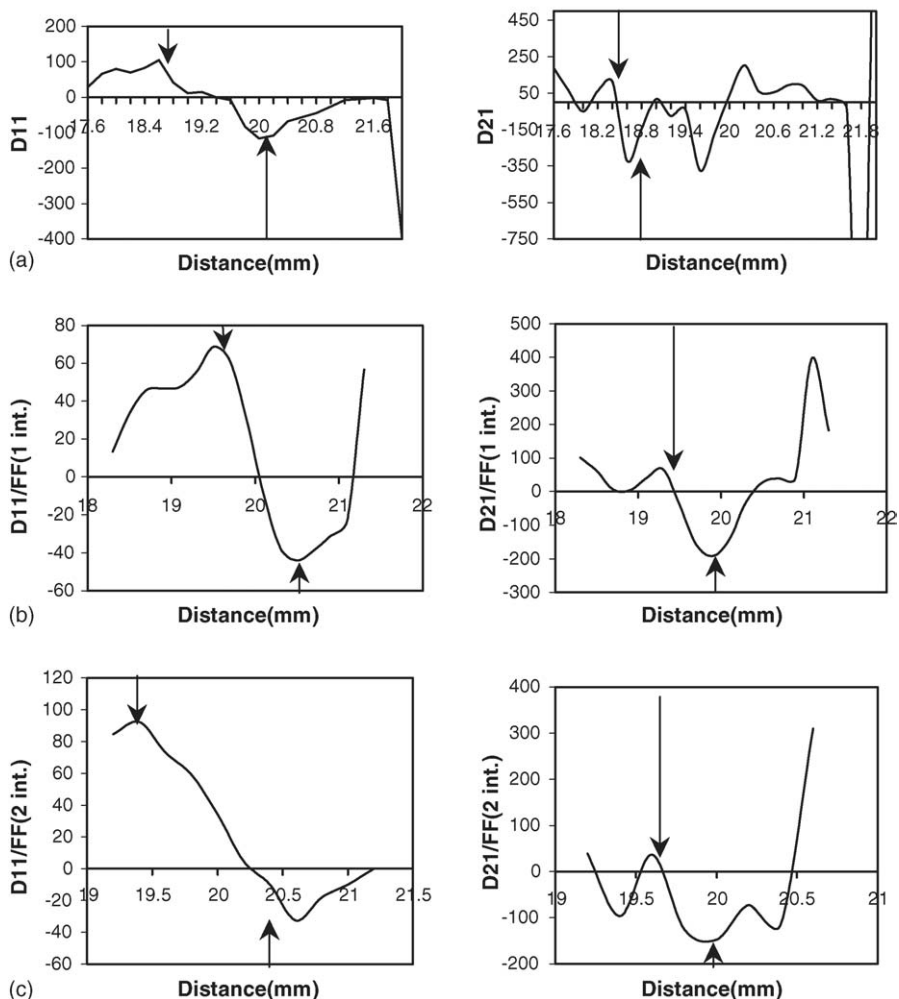 200
100
0
-100
-200
-300
-400
17.6 18.4 19.2 20 20.8 21.6
D11
Distance(mm)
450
250
50
-150
-350
-550
-750
17.6 18.2 18.8 19.4 20 20.6 21.2 21.8
D21
Distance(mm)
(a)
80
60
40
20
0
-20
-40
-60
18 19 20 21 22
D11/FF(1 int.)
Distance(mm)
500
400
300
200
100
0
-100
-200
-300
18 19 20 21 22
D21/FF(1 int.)
Distance(mm)
(b)
120
100
80
60
40
20
0
-20
-40
-60
19 19.5 20 20.5 21 21.5
D11/FF(2 int.)
Distance(mm)
400
300
200
100
0
-100
-200
19 19.5 20 20.5 21
D21/FF(2 int.)
Distance(mm)
(c)